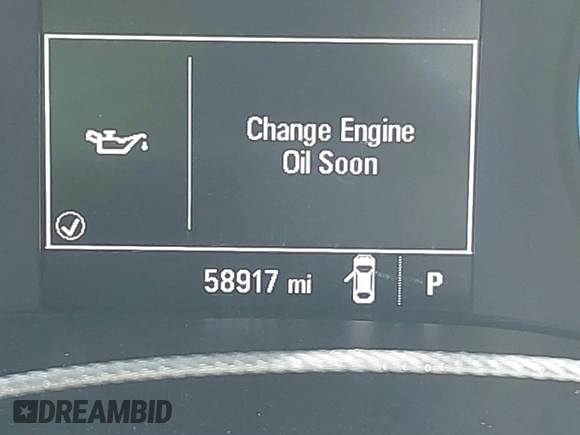 Change Engine
Oil Soon
58917 mi
P
DREAMBID